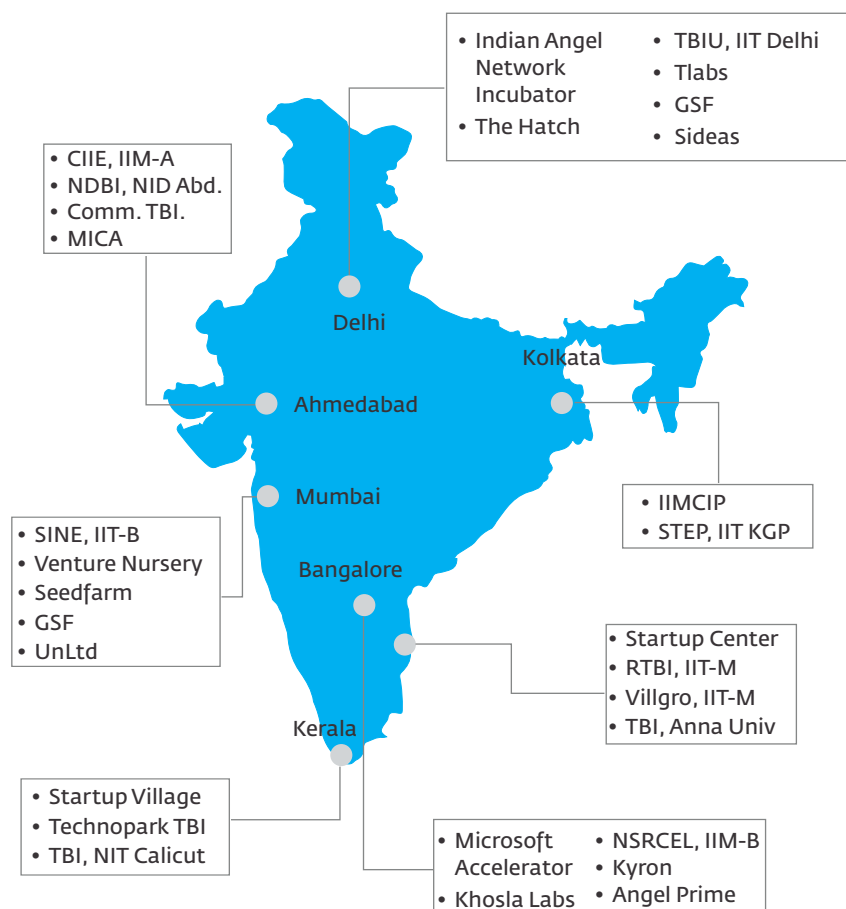 • Indian Angel
Network
Incubator
• The Hatch
• TBIU, IIT Delhi
• Tlabs
• GSF
• Sideas
• CIIE, IIM-A
• NDBI, NID Abd.
• Comm. TBI.
• MICA
Delhi
Kolkata
Ahmedabad
Mumbai
• IIMCIP
• STEP, IIT KGP
• SINE, IIT-B
• Venture Nursery
• Seedfarm
• GSF
• UnLtd
Bangalore
• Startup Center
• RTBI, IIT-M
• Villgro, IIT-M
• TBI, Anna Univ
Kerala
• Startup Village
• Technopark TBI
• TBI, NIT Calicut
• Microsoft
Accelerator
• Khosla Labs
• NSRCEL, IIM-B
• Kyron
• Angel Prime